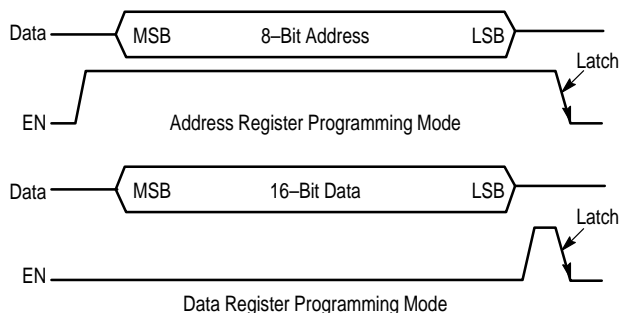 Data MSB 8–Bit Address LSB
Latch
EN Address Register Programming Mode
Data MSB 16–Bit Data LSB
Latch
EN
Data Register Programming Mode